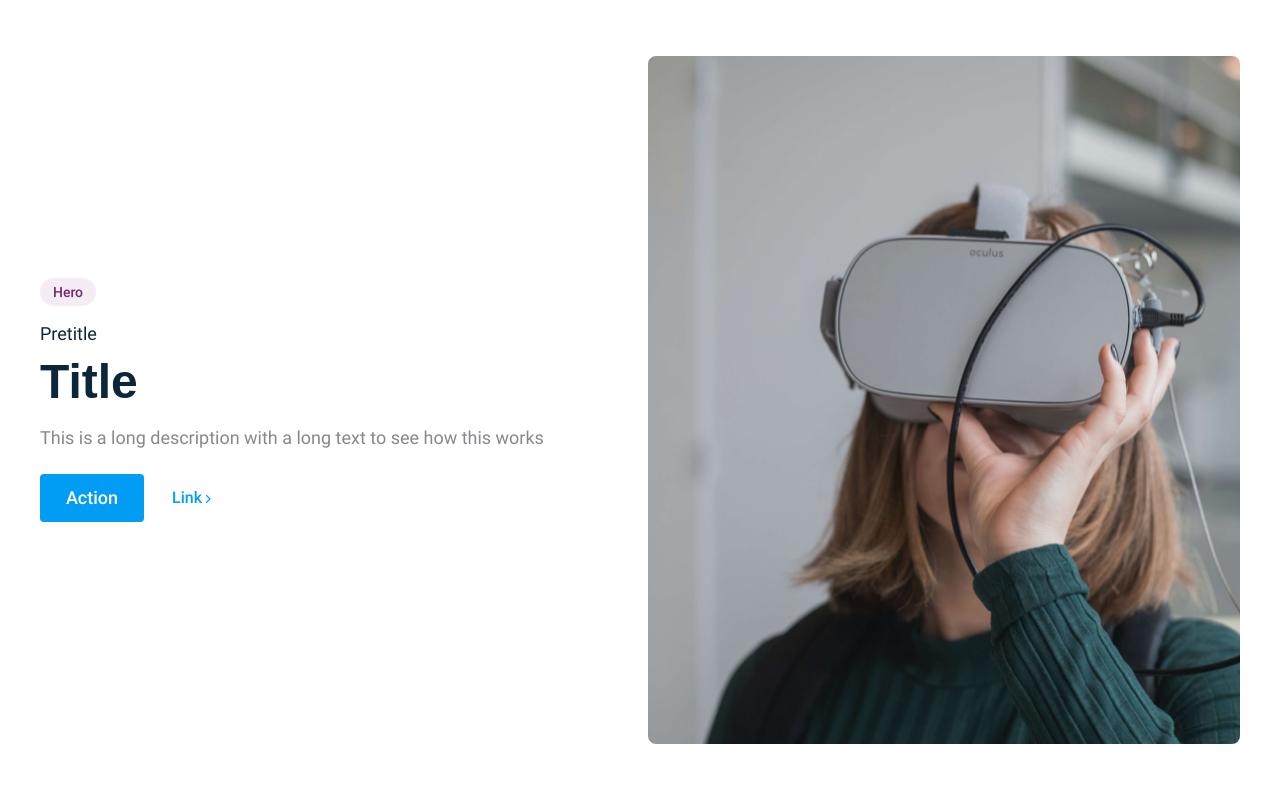 Hero
Pretitle
Title
This is a long description with a long text to see how this works
Action
Link
oculus